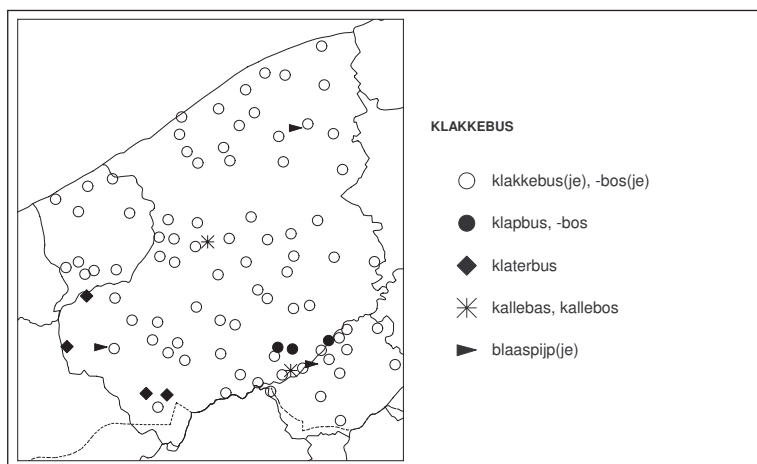 KLAKKEBUS
klakkebus(je), -bos(je)
klapbus, -bos
klaterbus
kallebas, kallebos
blaaspijp(je)